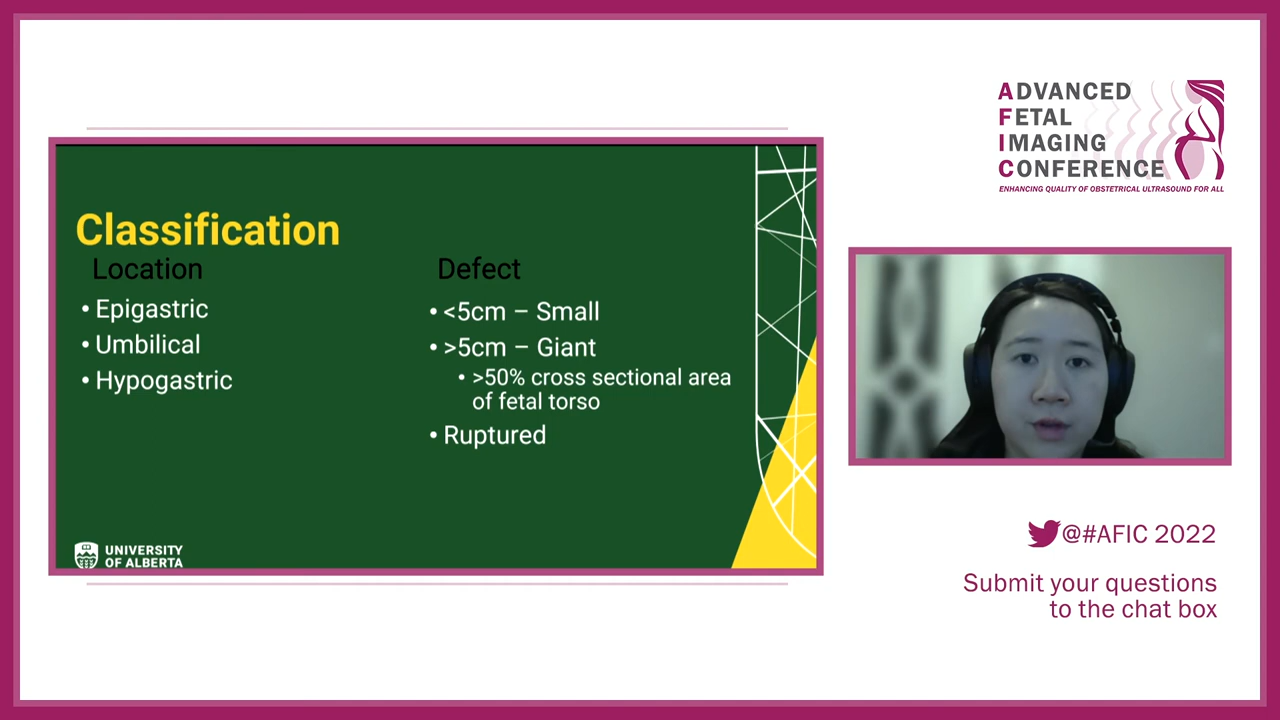 ADVANCED
FETAL
IMAGING
CONFERENCE
ENHANCING QUALITY OF OBSTETRICAL ULTRASOUND FOR ALL
Classification
Location
• Epigastric
• Umbilical
• Hypogastric
Defect
• <5cm – Small
• >5cm – Giant
• >50% cross sectional area
of fetal torso
• Ruptured
UNIVERSITY
OF ALBERTA
@#AFIC 2022
Submit your questions
to the chat box